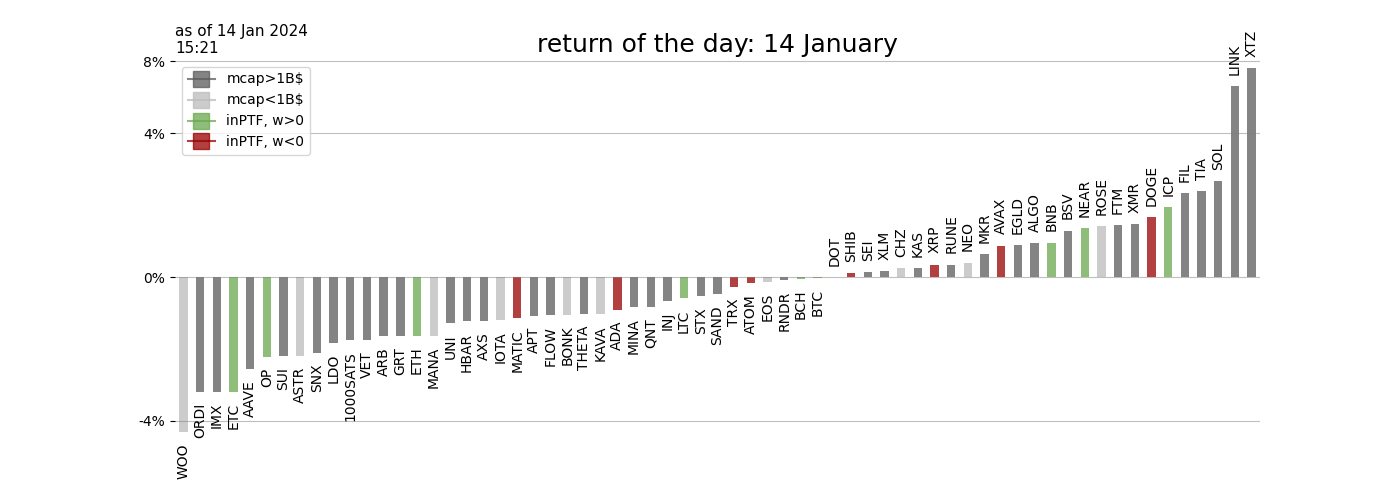 as of 14 Jan 2024
15:21
return of the day: 14 January
8%
4%
0%
-4%
mcap>1B$
mcap<1B$
inPTF, w>0
inPTF, w<0
WOO
ORDI
IMX
ETC
AAVE
OP
SUI
ASTR
SNX
LDO
1000SATS
VET
ARB
GRT
ETH
MANA
UNI
HBAR
AXS
IOTA
MATIC
APT
FLOW
BONK
THETA
KAVA
ADA
MINA
QNT
INJ
LTC
STX
SAND
TRX
ATOM
EOS
RNDR
BCH
BTC
DOT
SHIB
SEI
XLM
CHZ
KAS
XRP
RUNE
NEO
MKR
AVAX
EGLD
ALGO
BNB
BSV
NEAR
ROSE
FTM
XMR
DOGE
ICP
FIL
TIA
SOL
LINK
XTZ